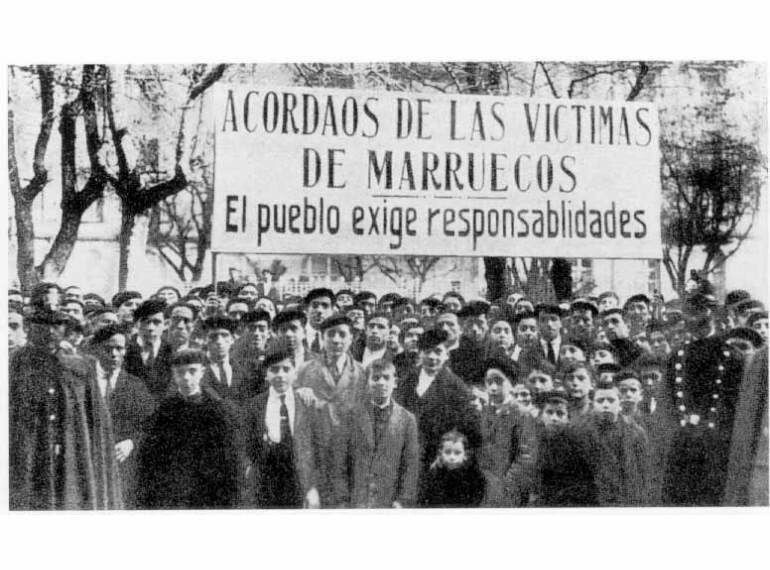 ACORDAOS DE LAS VICTIMAS
DE MARRUECOS
El pueblo exige responsablidades